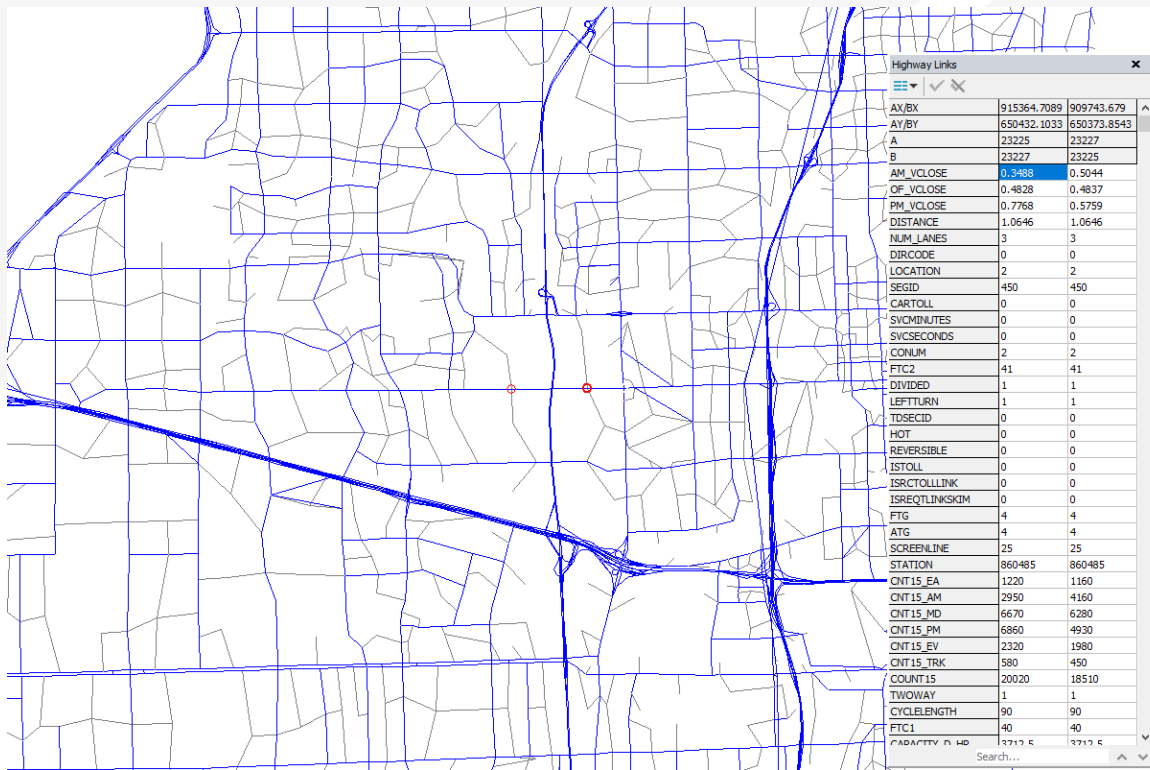 Highway Links
AX/BX 915364.7089 909743.679
AY/BY 650432.1033 650373.8543
A 23225 23227
B 23227 23225
AM_VCLOSE 0.3488 0.5044
OF_VCLOSE 0.4828 0.4837
PM_VCLOSE 0.7768 0.5759
DISTANCE 1.0646 1.0646
NUM_LANES 3 3
DIRCODE 0 0
LOCATION 2 2
SEGID 450 450
CARTOLL 0 0
SVCMINUTES 0 0
SVCSECONDS 0 0
CONUM 2 2
FTC2 41 41
DIVIDED 1 1
LEFTTURN 1 1
TDSECID 0 0
HOT 0 0
REVERSIBLE 0 0
ISTOLL 0 0
ISRCTOLLLINK 0 0
ISREQTLINKSKIM 0 0
FTG 4 4
ATG 4 4
SCREENLINE 25 25
STATION 860485 860485
CNT15_EA 1220 1160
CNT15_AM 2950 4160
CNT15_MD 6670 6280
CNT15_PM 6860 4930
CNT15_EV 2320 1980
CNT15_TRK 580 450
COUNT15 20020 18510
TWOWAY 1 1
CYCLELENGTH 90 90
FTC1 40 40
CAPACITY_D_HR 3712.5 3712.5
Search...